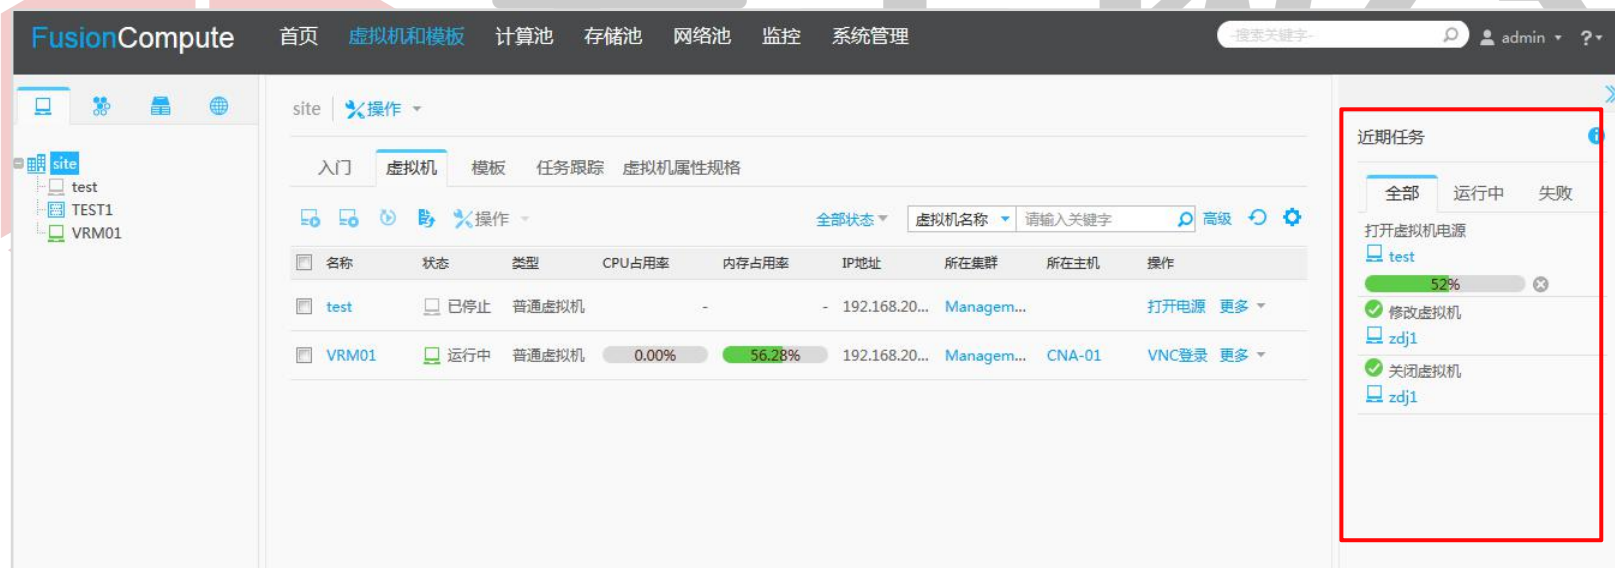 FusionCompute 首页 虚拟机和模板 计算池 存储池 网络池 监控 系统管理 -搜索关键字- admin ?
site 操作
site
test
TEST1
VRM01
入门 虚拟机 模板 任务跟踪 虚拟机属性规格
操作 全部状态 虚拟机名称 请输入关键字 高级
名称 状态 类型 CPU占用率 内存占用率 IP地址 所在集群 所在主机 操作
test 已停止 普通虚拟机 - - 192.168.20... Managem... 打开电源 更多
VRM01 运行中 普通虚拟机 0.00% 56.28% 192.168.20... Managem... CNA-01 VNC登录 更多
近期任务
全部 运行中 失败
打开虚拟机电源
test
52%
修改虚拟机
zdj1
关闭虚拟机
zdj1